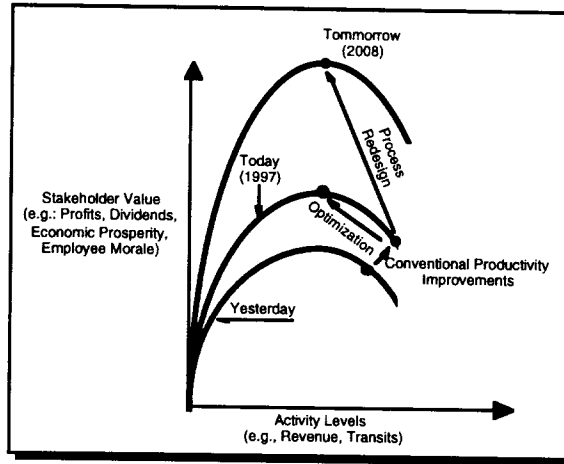 Tommorrow
(2008)
Process
Redesign
Today
(1997)
Stakeholder Value
(e.g.: Profits, Dividends,
Economic Prosperity,
Employee Morale)
Optimization
Conventional Productivity
Improvements
Yesterday
Activity Levels
(e.g., Revenue, Transits)